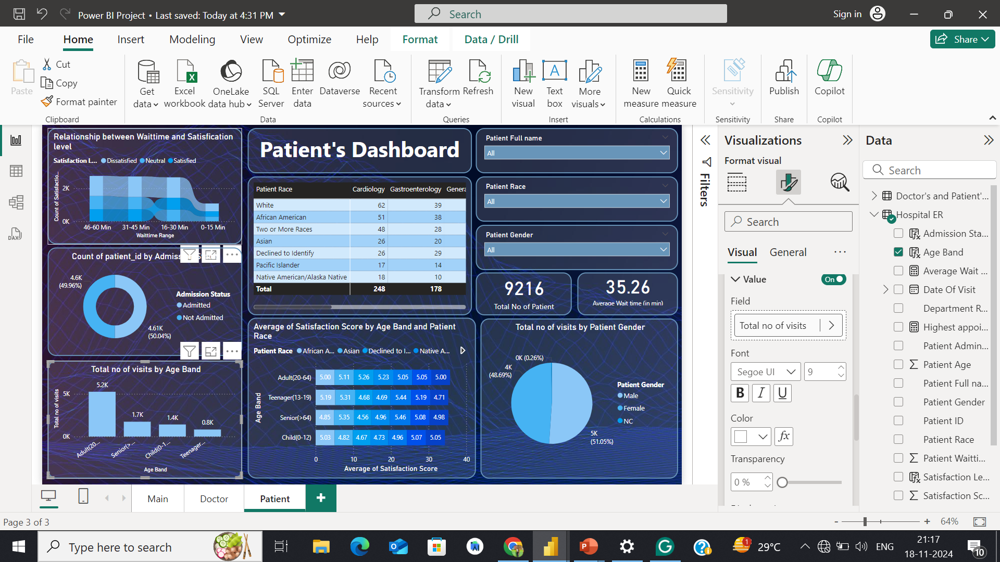 Power BI Project • Last saved: Today at 4:31 PM
Search
Sign in
File Home Insert Modeling View Optimize Help Format Data / Drill
Share
Paste
Cut
Copy
Format painter
Clipboard
Get data
Excel workbook
OneLake data hub
SQL Server
Enter data
Dataverse
Recent sources
Data
Transform data
Refresh
Queries
New visual
Text box
More visuals
Insert
New measure
Quick measure
Calculations
Sensitivity
Sensitivity
Publish
Share
Copilot
Copilot
Relationship between Waittime and Satisfication
level
Satisfaction L... Dissatisfied Neutral Satisfied
Count of Satisfactio...
2K
0K
46-60 Min 31-45 Min 16-30 Min 0-15 Min
Waittime Range
Count of patient_id by Admiss
4.6K
(49.96%)
4.61K
(50.04%)
Admission Status
Admitted
Not Admitted
Total no of visits by Age Band
Total no of visits
5K
0K
5.2K
1.7K
1.4K
0.8K
Adult(20... Senior(>... Child(0-1... Teenager...
Age Band
Patient's Dashboard
Patient Race Cardiology Gastroenterology Genera
White 62 39
African American 51 38
Two or More Races 48 28
Asian 26 20
Declined to Identify 26 29
Pacific Islander 17 14
Native American/Alaska Native 18 10
Total 248 178
Average of Satisfaction Score by Age Band and Patient
Race
Patient Race African A... Asian Declined to I... Native A...
Age Band
Adult(20-64) 5.00 5.11 5.26 5.23 5.05 5.05 5.00
Teenager(13-19) 5.19 5.31 4.68 4.69 5.44 5.19 4.71
Senior(>64) 4.85 5.35 4.56 4.96 5.46 5.08 4.98
Child(0-12) 5.03 4.82 4.67 4.73 4.96 5.07 5.05
0 10 20 30 40
Average of Satisfaction Score
Patient Full name
All
Patient Race
All
Patient Gender
All
9216
Total No of Patient
35.26
Average Wait time (in min)
Total no of visits by Patient Gender
0K (0.26%)
4K
(48.69%)
5K
(51.05%)
Patient Gender
Male
Female
NC
Filters
Visualizations
Format visual
Search
Visual General
Value On
Field
Total no of visits
Font
Segoe UI 9
B I U
Color
fx
Transparency
0 %
Data
Search
Doctor's and Patient'...
Hospital ER
Admission Sta...
Age Band
Average Wait ...
Date Of Visit
Department R...
Highest appoi...
Patient Admin...
Patient Age
Patient Full na...
Patient Gender
Patient ID
Patient Race
Patient Waitti...
Satisfaction Le...
Satisfaction Sc...
DAX
Main Doctor Patient +
Page 3 of 3
- + 64%
Type here to search
1
29°C
ENG
21:17
18-11-2024
10